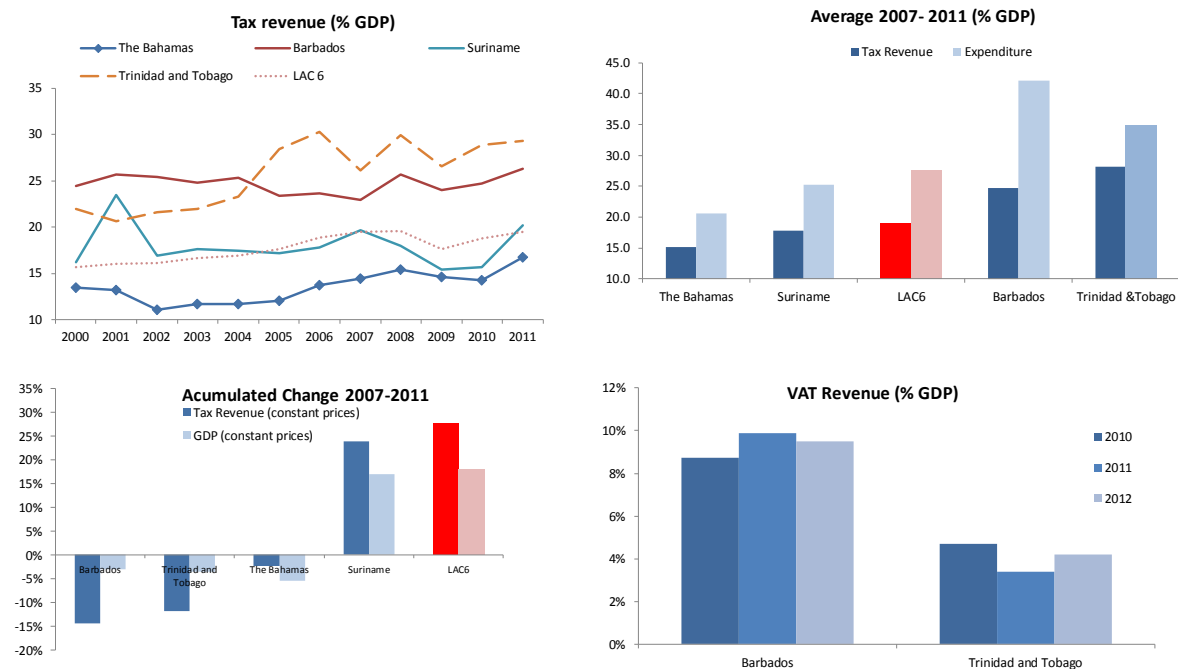 Tax revenue (% GDP)
The Bahamas Barbados Suriname
Trinidad and Tobago LAC 6
35
30
25
20
15
10
2000 2001 2002 2003 2004 2005 2006 2007 2008 2009 2010 2011
Average 2007- 2011 (% GDP)
Tax Revenue Expenditure
45.0
40.0
35.0
30.0
25.0
20.0
15.0
10.0
The Bahamas Suriname LAC6 Barbados Trinidad &Tobago
Acumulated Change 2007-2011
Tax Revenue (constant prices)
GDP (constant prices)
35%
30%
25%
20%
15%
10%
5%
0%
-5%
-10%
-15%
-20%
Barbados Trinidad and The Bahamas Suriname LAC6
Tobago
VAT Revenue (% GDP)
2010
2011
2012
12%
10%
8%
6%
4%
2%
0%
Barbados Trinidad and Tobago